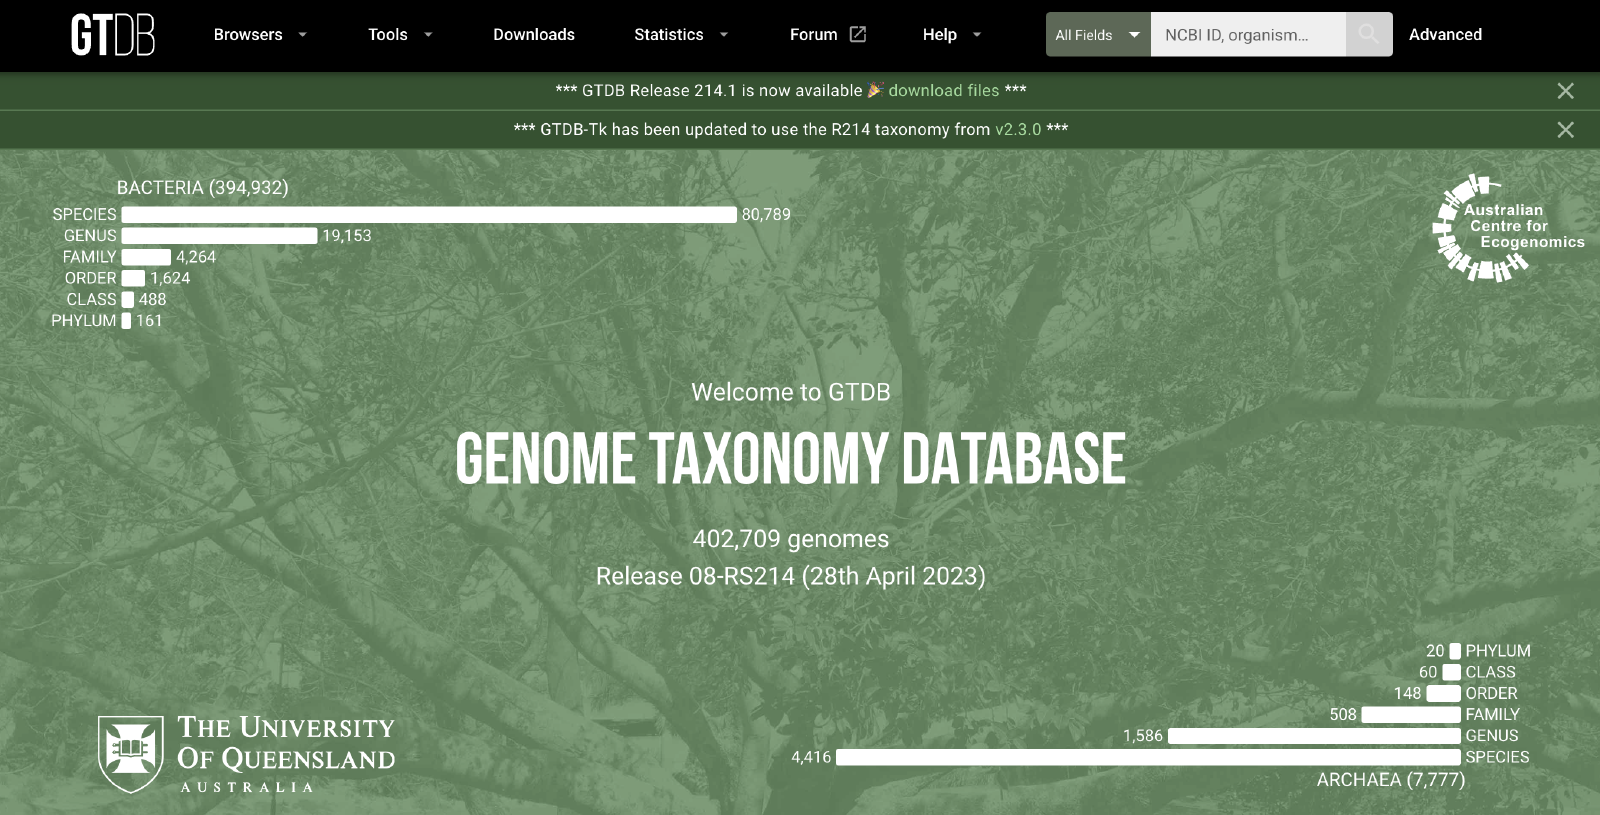 GTDB Browsers Tools Downloads Statistics Forum Help All Fields NCBI ID, organism... Advanced
*** GTDB Release 214.1 is now available 🎉 download files ***
*** GTDB-Tk has been updated to use the R214 taxonomy from v2.3.0 ***
BACTERIA (394,932)
SPECIES 80,789
GENUS 19,153
FAMILY 4,264
ORDER 1,624
CLASS 488
PHYLUM 161
Australian
Centre for
Ecogenomics
Welcome to GTDB
GENOME TAXONOMY DATABASE
402,709 genomes
Release 08-RS214 (28th April 2023)
20 PHYLUM
60 CLASS
148 ORDER
508 FAMILY
1,586 GENUS
4,416 SPECIES
ARCHAEA (7,777)
THE UNIVERSITY
OF QUEENSLAND
AUSTRALIA